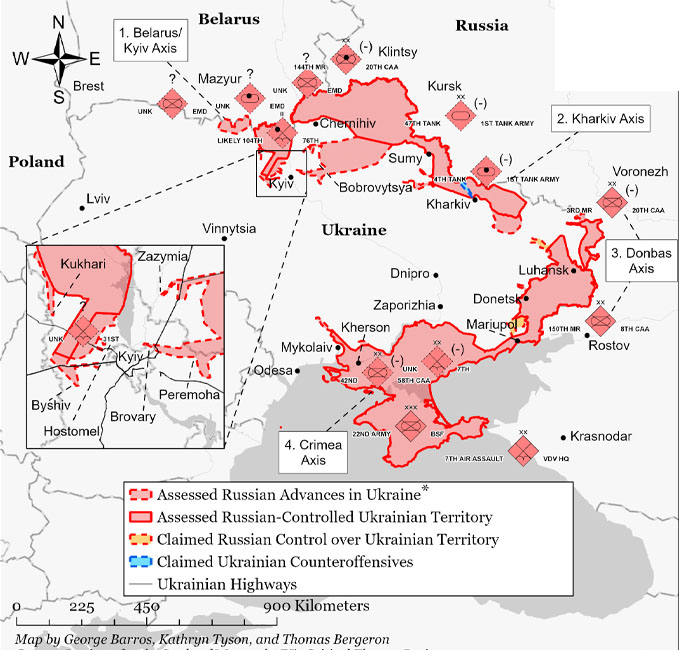 Belarus
Russia
N
W E
S
1. Belarus/
Kyiv Axis
Brest
?
UNK EMD
Mazyur ?
UNK EMD
?
144TH MR
UNK EMD
XX
(-) Klintsy
20TH CAA
Kursk
(-)
47TH TANK 1ST TANK ARMY
2. Kharkiv Axis
Chernihiv
II
LIKELY 104TH 76TH
Poland
Sumy
XX
(-)
4TH TANK 1ST TANK ARMY
Voronezh
XX
(-)
3RD MR 20TH CAA
Kyiv
Bobrovytsya
Kharkiv
Lviv
Vinnytsia
Ukraine
3. Donbas
Axis
Luhansk
Dnipro
Donetsk
Zaporizhia
XX
150TH MR 8TH CAA
Rostov
Mariupol
Kherson
Mykolaiv
Odesa
XX
(-)
42ND 58TH CAA
XX
(-)
UNK 7TH
Kukhari
Zazymia
UNK 31ST
Kyiv
Byshiv
Peremoha
Brovary
Hostomel
4. Crimea
Axis
XXX
22ND ARMY BSF
Krasnodar
XX
7TH AIR ASSAULT VDV HQ
Assessed Russian Advances in Ukraine*
Assessed Russian-Controlled Ukrainian Territory
Claimed Russian Control over Ukrainian Territory
Claimed Ukrainian Counteroffensives
Ukrainian Highways
0 225 450 900 Kilometers
Map by George Barros, Kathryn Tyson, and Thomas Bergeron